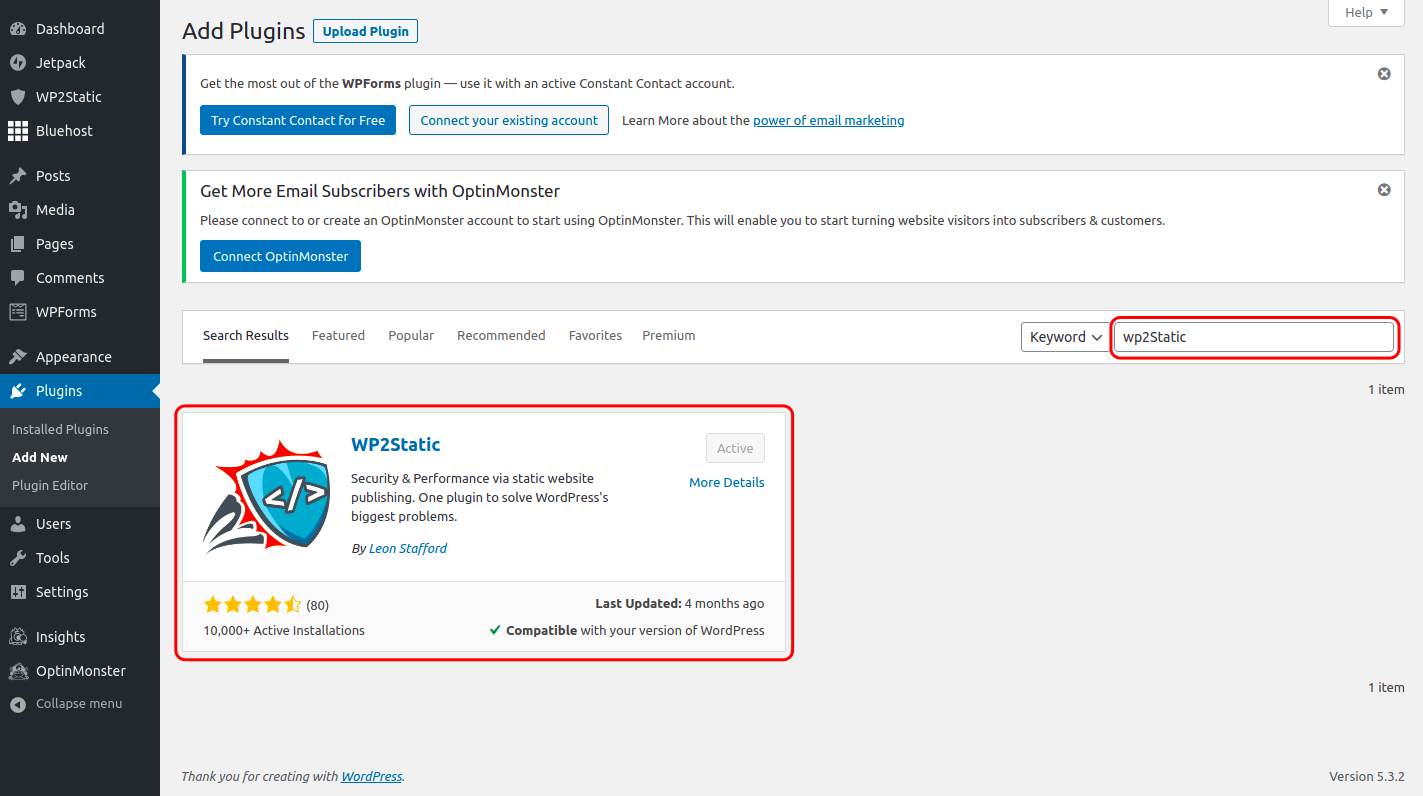 Dashboard
Jetpack
WP2Static
Bluehost
Posts
Media
Pages
Comments
WPForms
Appearance
Plugins
Installed Plugins
Add New
Plugin Editor
Users
Tools
Settings
Insights
OptinMonster
Collapse menu
Help
Add Plugins Upload Plugin
Get the most out of the WPForms plugin — use it with an active Constant Contact account.
Try Constant Contact for Free Connect your existing account Learn More about the power of email marketing
Get More Email Subscribers with OptinMonster
Please connect to or create an OptinMonster account to start using OptinMonster. This will enable you to start turning website visitors into subscribers & customers.
Connect OptinMonster
Search Results Featured Popular Recommended Favorites Premium Keyword wp2Static
1 item
WP2Static Active
More Details
Security & Performance via static website
publishing. One plugin to solve WordPress's
biggest problems.
By Leon Stafford
</>
(80) Last Updated: 4 months ago
10,000+ Active Installations Compatible with your version of WordPress
1 item
Thank you for creating with WordPress. Version 5.3.2